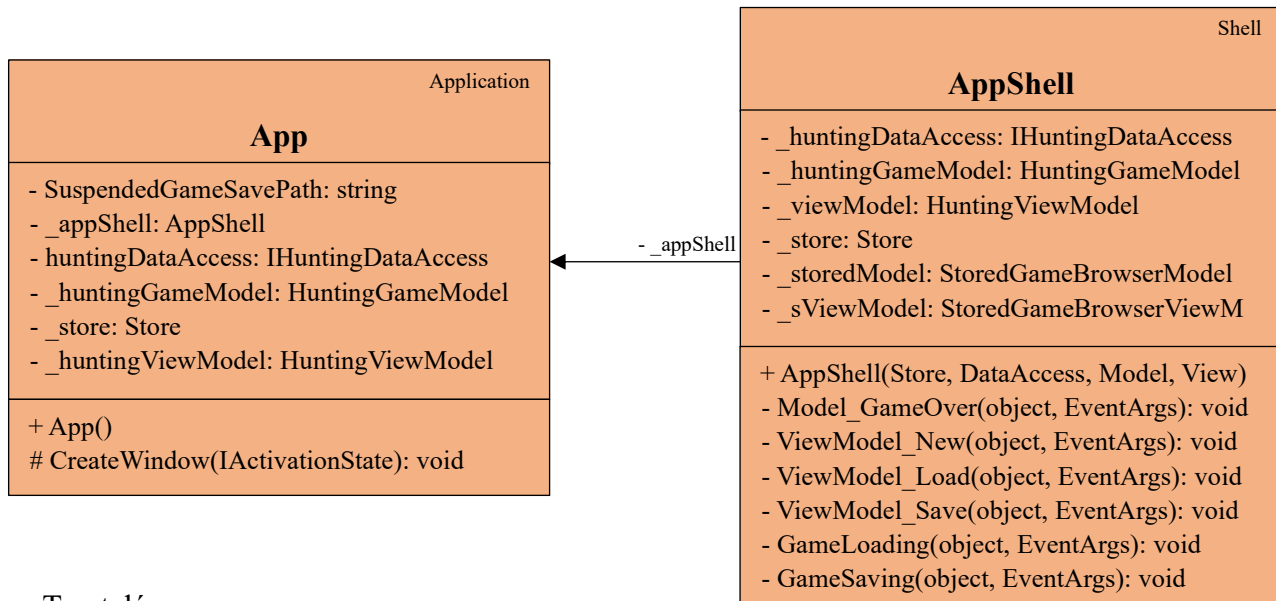 Application
App
- SuspendedGameSavePath: string
- _appShell: AppShell
- huntingDataAccess: IHuntingDataAccess
- _huntingGameModel: HuntingGameModel
- _store: Store
- _huntingViewModel: HuntingViewModel
+ App()
# CreateWindow(IActivationState): void
- _appShell
Shell
AppShell
- _huntingDataAccess: IHuntingDataAccess
- _huntingGameModel: HuntingGameModel
- _viewModel: HuntingViewModel
- _store: Store
- _storedModel: StoredGameBrowserModel
- _sViewModel: StoredGameBrowserViewM
+ AppShell(Store, DataAccess, Model, View)
- Model_GameOver(object, EventArgs): void
- ViewModel_New(object, EventArgs): void
- ViewModel_Load(object, EventArgs): void
- ViewModel_Save(object, EventArgs): void
- GameLoading(object, EventArgs): void
- GameSaving(object, EventArgs): void